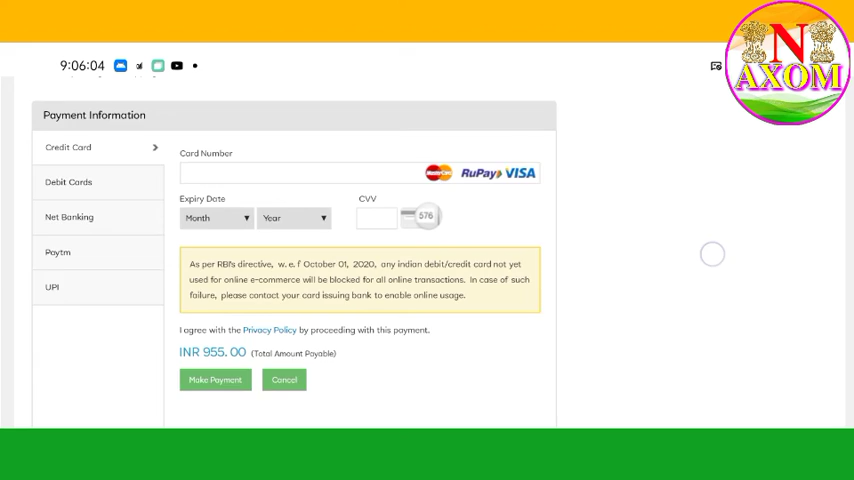 9:06:04
N
AXOM
Payment Information
Credit Card
Debit Cards
Net Banking
Paytm
UPI
Card Number
MasterCard RuPay VISA
Expiry Date
CVV
Month
Year
576
As per RBI's directive, w. e. f October 01, 2020, any indian debit/credit card not yet
used for online e-commerce will be blocked for all online transactions. In case of such
failure, please contact your card issuing bank to enable online usage.
I agree with the Privacy Policy by proceeding with this payment.
INR 955. 00 (Total Amount Payable)
Make Payment
Cancel